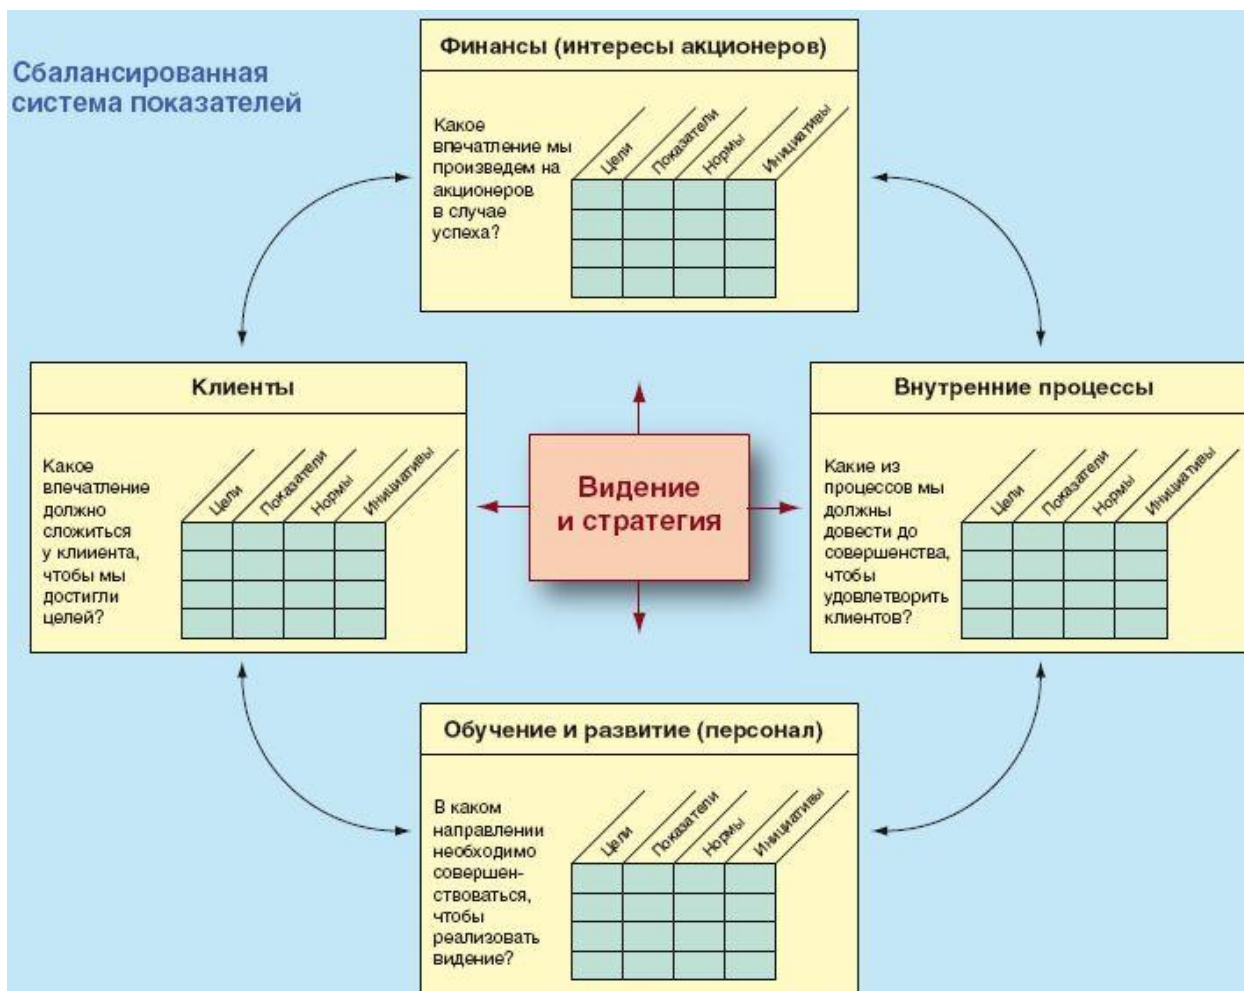 Сбалансированная
система показателей
Финансы (интересы акционеров)
Какое
впечатление мы
произведем на
акционеров
в случае
успеха?
Цели
Показатели
Нормы
Инициативы
Клиенты
Какое
впечатление
должно
сложиться
у клииента,
чтобы мы
достигли
целей?
Цели
Показатели
Нормы
Инициативы
Видение
и стратегия
Внутренние процессы
Какие из
процессов мы
должны
довести до
совершенства,
чтобы
удовлетворить
клиентов?
Цели
Показатели
Нормы
Инициативы
Обучение и развитие (персонал)
В каком
направлении
необходимо
совершен-
ствоваться,
чтобы
реализовать
видение?
Цели
Показатели
Нормы
Инициативы